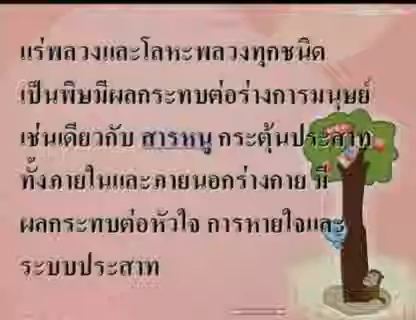 แร่พลวงและโลหะพลวงทุกชนิด
เป็นพิษมีผลกระทบต่อร่างการมนุษย์
เช่นเดียวกับ สารหนู กระตุ้นประสาท
ทั้งภายในและภายนอกร่างกาย มี
ผลกระทบต่อหัวใจ การหายใจและ
ระบบประสาท